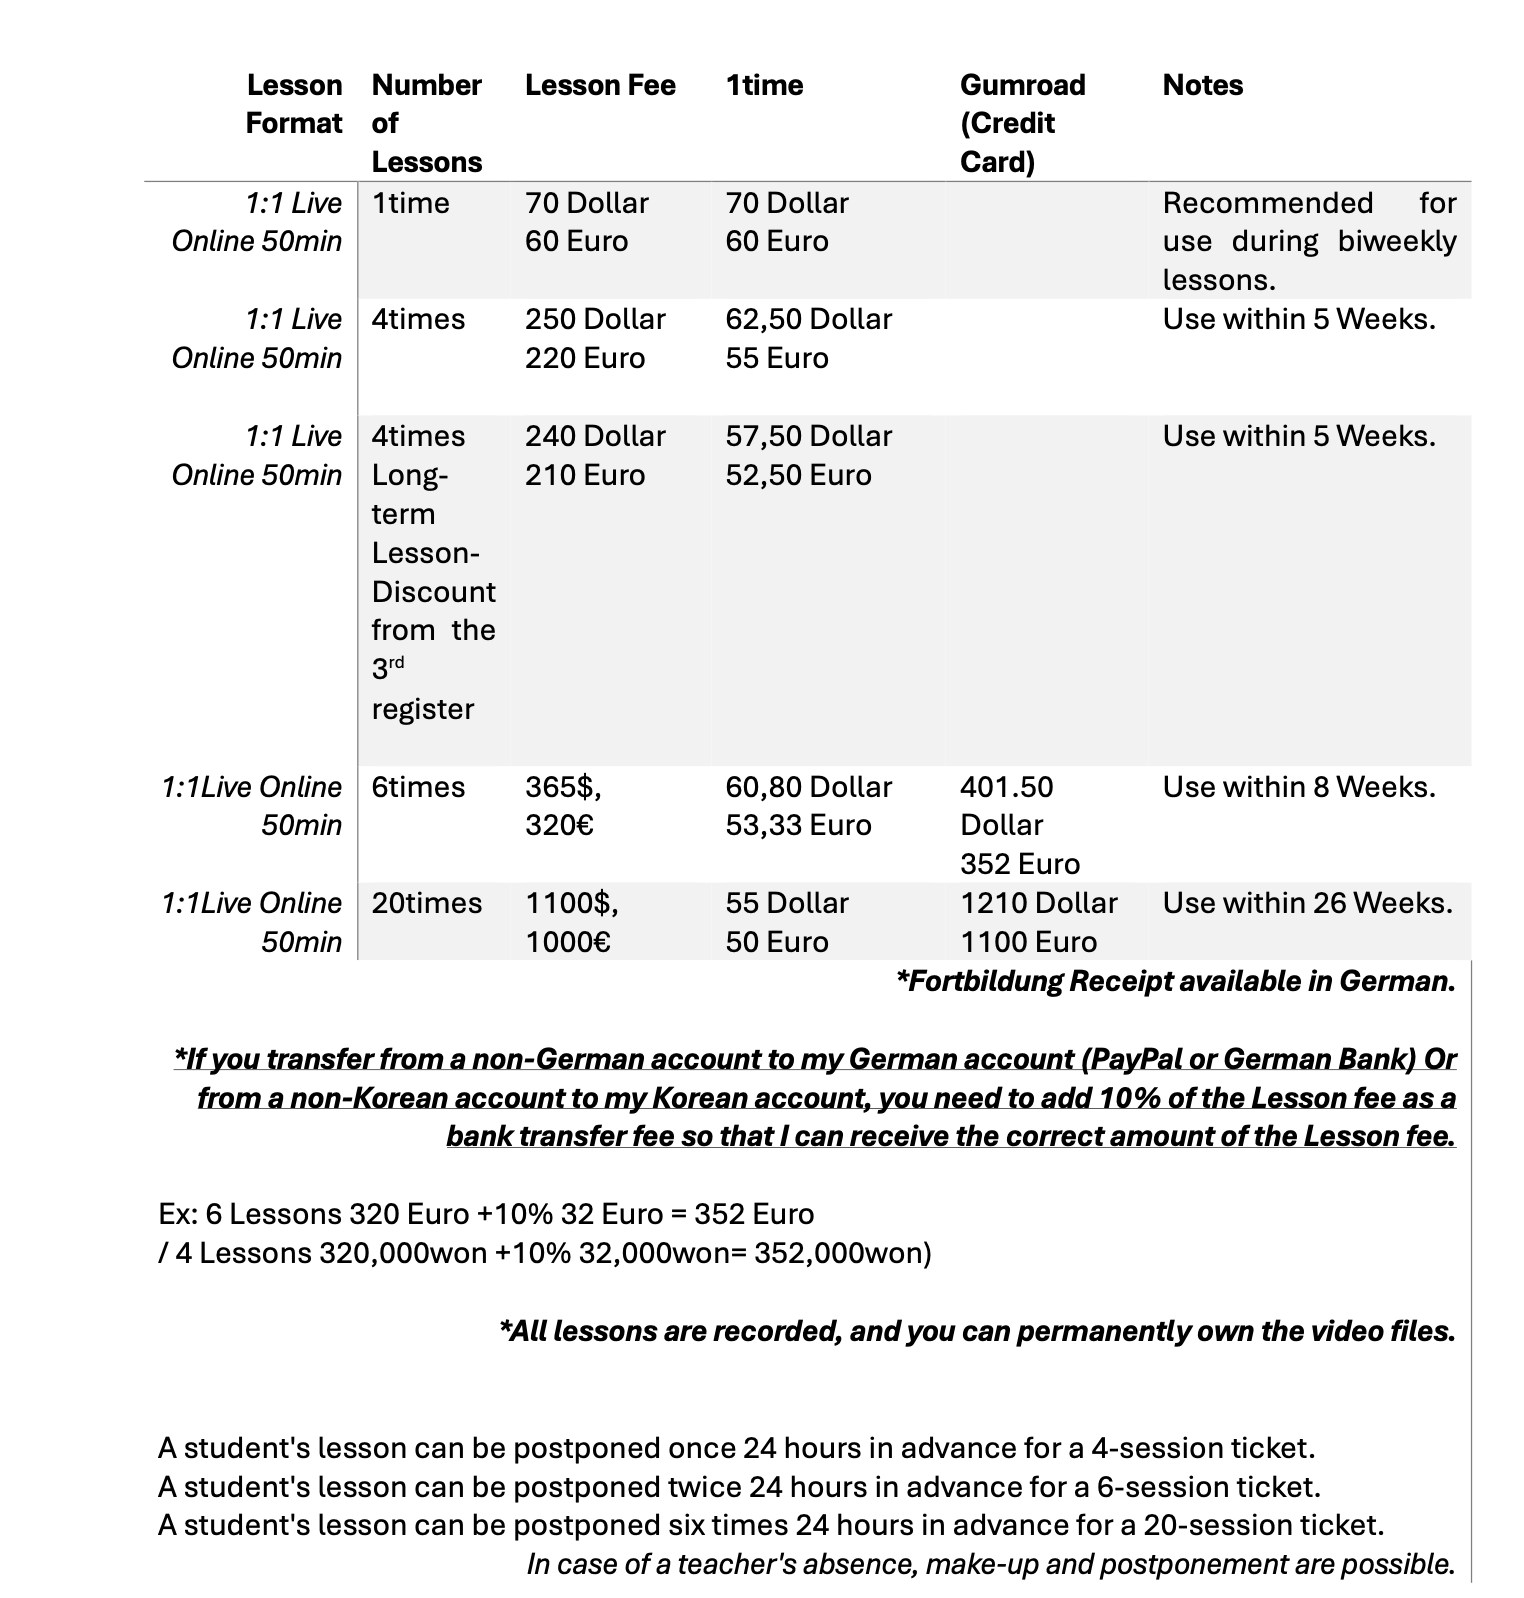 Lesson Format Number of Lessons Lesson Fee 1time Gumroad (Credit Card) Notes
1:1 Live Online 50min 1time 70 Dollar 60 Euro 70 Dollar 60 Euro Recommended for use during biweekly lessons.
1:1 Live Online 50min 4times 250 Dollar 220 Euro 62,50 Dollar 55 Euro Use within 5 Weeks.
1:1 Live Online 50min 4times Long-term Lesson-Discount from the 3rd register 240 Dollar 210 Euro 57,50 Dollar 52,50 Euro Use within 5 Weeks.
1:1Live Online 50min 6times 365$, 320€ 60,80 Dollar 53,33 Euro 401.50 Dollar 352 Euro Use within 8 Weeks.
1:1Live Online 50min 20times 1100$, 1000€ 55 Dollar 50 Euro 1210 Dollar 1100 Euro Use within 26 Weeks.
*Fortbildung Receipt available in German.
*If you transfer from a non-German account to my German account (PayPal or German Bank) Or
from a non-Korean account to my Korean account, you need to add 10% of the Lesson fee as a
bank transfer fee so that I can receive the correct amount of the Lesson fee.
Ex: 6 Lessons 320 Euro +10% 32 Euro = 352 Euro
/ 4 Lessons 320,000won +10% 32,000won= 352,000won)
*All lessons are recorded, and you can permanently own the video files.
A student's lesson can be postponed once 24 hours in advance for a 4-session ticket.
A student's lesson can be postponed twice 24 hours in advance for a 6-session ticket.
A student's lesson can be postponed six times 24 hours in advance for a 20-session ticket.
In case of a teacher's absence, make-up and postponement are possible.